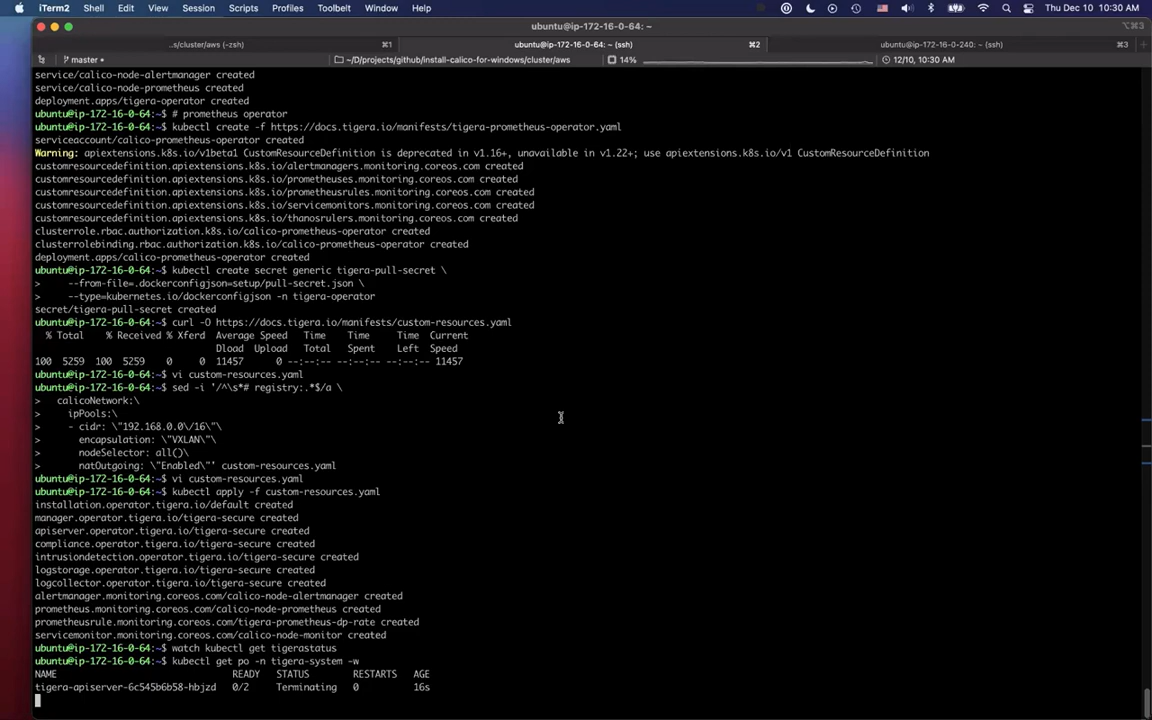 iTerm2 Shell Edit View Session Scripts Profiles Toolbelt Window Help Thu Dec 10 10:30 AM
ubuntu@ip-172-16-0-64: ~ ⌥⌘3
..s/cluster/aws (-zsh) ⌘1 ubuntu@ip-172-16-0-64: ~ (ssh) ⌘2 ubuntu@ip-172-16-0-240: ~ (ssh) ⌘3
master • ~/D/projects/github/install-calico-for-windows/cluster/aws 14% 12/10, 10:30 AM
service/calico-node-alertmanager created
service/calico-node-prometheus created
deployment.apps/tigera-operator created
ubuntu@ip-172-16-0-64:~$ # prometheus operator
ubuntu@ip-172-16-0-64:~$ kubectl create -f https://docs.tigera.io/manifests/tigera-prometheus-operator.yaml
serviceaccount/calico-prometheus-operator created
Warning: apiextensions.k8s.io/v1beta1 CustomResourceDefinition is deprecated in v1.16+, unavailable in v1.22+; use apiextensions.k8s.io/v1 CustomResourceDefinition
customresourcedefinition.apiextensions.k8s.io/alertmanagers.monitoring.coreos.com created
customresourcedefinition.apiextensions.k8s.io/prometheuses.monitoring.coreos.com created
customresourcedefinition.apiextensions.k8s.io/prometheusrules.monitoring.coreos.com created
customresourcedefinition.apiextensions.k8s.io/servicemonitors.monitoring.coreos.com created
customresourcedefinition.apiextensions.k8s.io/thanosrulers.monitoring.coreos.com created
clusterrole.rbac.authorization.k8s.io/calico-prometheus-operator created
clusterrolebinding.rbac.authorization.k8s.io/calico-prometheus-operator created
deployment.apps/calico-prometheus-operator created
ubuntu@ip-172-16-0-64:~$ kubectl create secret generic tigera-pull-secret \
> --from-file=.dockerconfigjson=setup/pull-secret.json \
> --type=kubernetes.io/dockerconfigjson -n tigera-operator
secret/tigera-pull-secret created
ubuntu@ip-172-16-0-64:~$ curl -O https://docs.tigera.io/manifests/custom-resources.yaml
% Total % Received % Xferd Average Speed Time Time Time Current
Dload Upload Total Spent Left Speed
100 5259 100 5259 0 0 11457 0 --:--:-- --:--:-- --:--:-- 11457
ubuntu@ip-172-16-0-64:~$ vi custom-resources.yaml
ubuntu@ip-172-16-0-64:~$ sed -i '/^\s*# registry:.*$/a \
> calicoNetwork:\
> ipPools:\
> - cidr: \"192.168.0.0\/16\"\
> encapsulation: \"VXLAN\"\
> nodeSelector: all()\
> natOutgoing: \"Enabled\"' custom-resources.yaml
ubuntu@ip-172-16-0-64:~$ vi custom-resources.yaml
ubuntu@ip-172-16-0-64:~$ kubectl apply -f custom-resources.yaml
installation.operator.tigera.io/default created
manager.operator.tigera.io/tigera-secure created
apiserver.operator.tigera.io/tigera-secure created
compliance.operator.tigera.io/tigera-secure created
intrusiondetection.operator.tigera.io/tigera-secure created
logstorage.operator.tigera.io/tigera-secure created
logcollector.operator.tigera.io/tigera-secure created
alertmanager.monitoring.coreos.com/calico-node-alertmanager created
prometheus.monitoring.coreos.com/calico-node-prometheus created
prometheusrule.monitoring.coreos.com/tigera-prometheus-dp-rate created
servicemonitor.monitoring.coreos.com/calico-node-monitor created
ubuntu@ip-172-16-0-64:~$ watch kubectl get tigerastatus
ubuntu@ip-172-16-0-64:~$ kubectl get po -n tigera-system -w
NAME READY STATUS RESTARTS AGE
tigera-apiserver-6c545b6b58-hbjzd 0/2 Terminating 0 16s